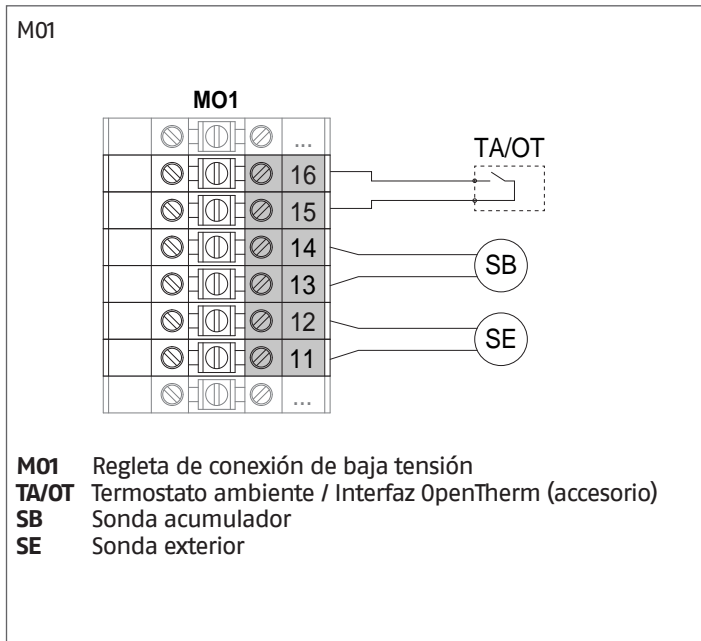 M01
MO1
...
16
TA/OT
15
14
SB
13
12
SE
11
...
M01 Regleta de conexión de baja tensión
TA/OT Termostato ambiente / Interfaz 0penTherm (accesorio)
SB Sonda acumulador
SE Sonda exterior